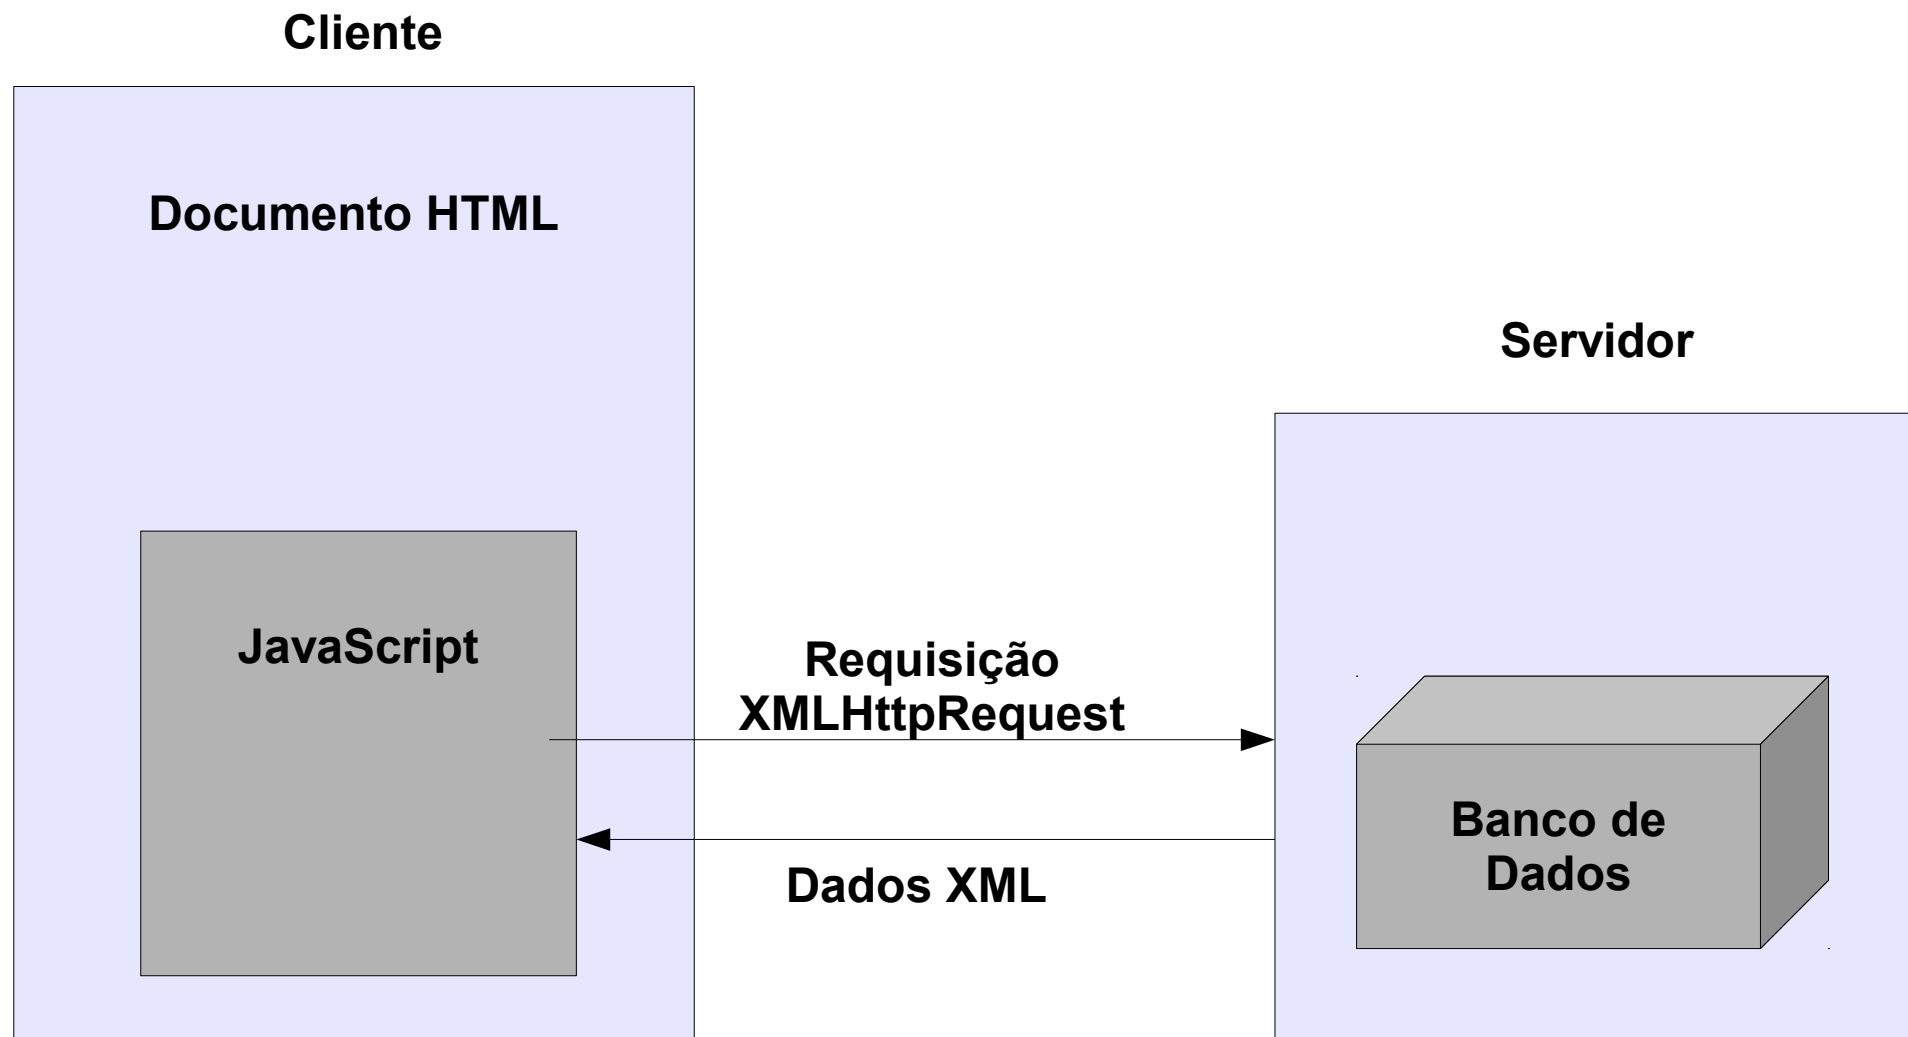 Cliente
Documento HTML
Servidor
JavaScript
Requisição
XMLHttpRequest
Banco de
Dados
Dados XML